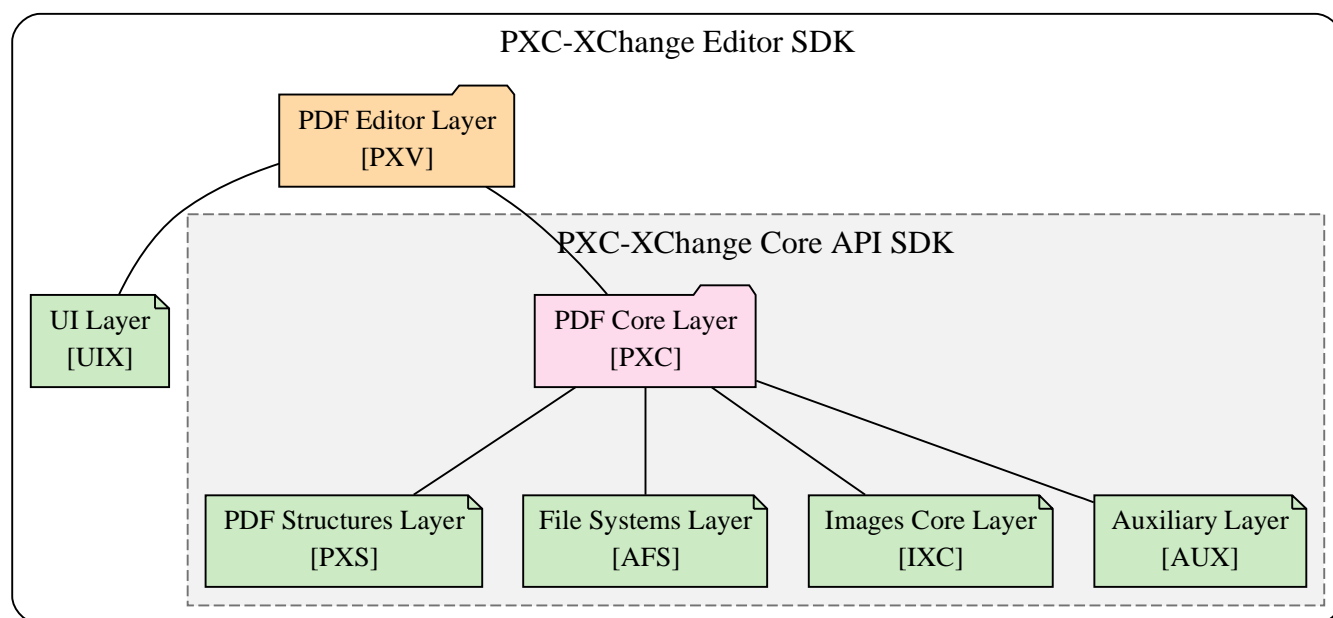 PXC-XChange Editor SDK
PDF Editor Layer
[PXV]
PXC-XChange Core API SDK
UI Layer
[UIX]
PDF Core Layer
[PXC]
PDF Structures Layer
[PXS]
File Systems Layer
[AFS]
Images Core Layer
[IXC]
Auxiliary Layer
[AUX]